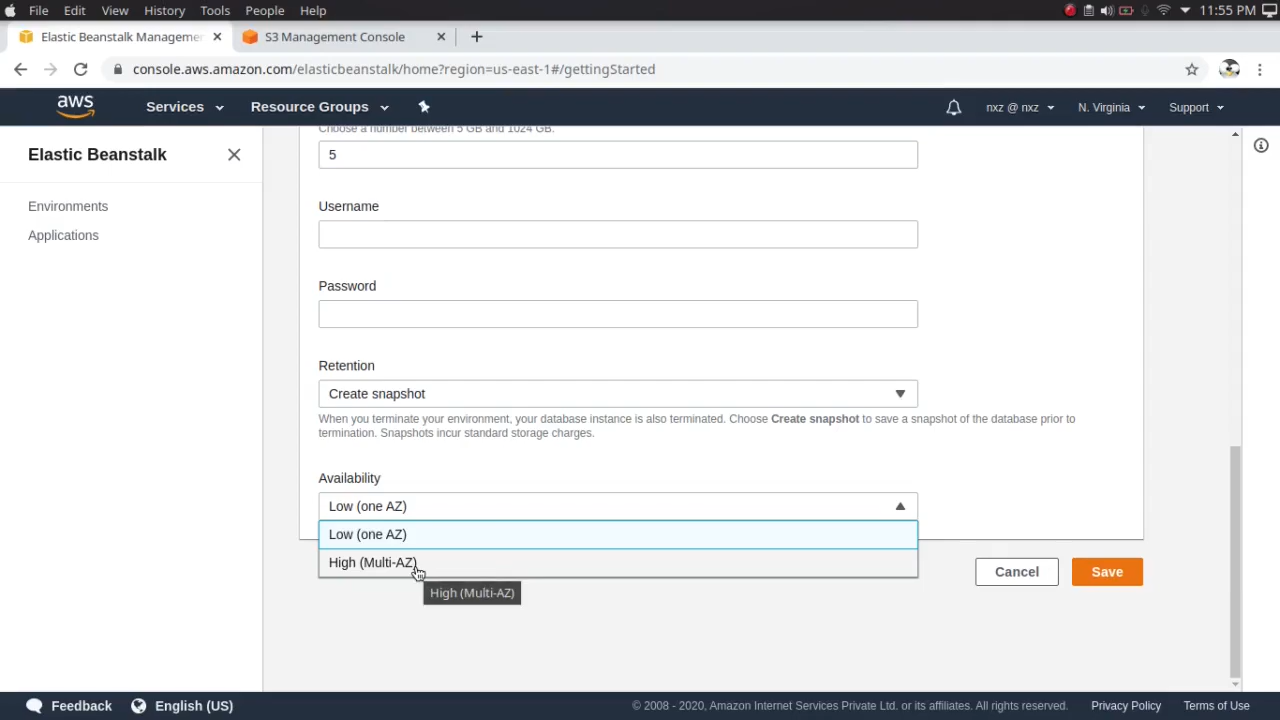 File Edit View History Tools People Help 11:55 PM
Elastic Beanstalk Manageme S3 Management Console
console.aws.amazon.com/elasticbeanstalk/home?region=us-east-1#/gettingStarted
aws Services Resource Groups nxz @ nxz N. Virginia Support
Choose a number between 5 GB and 1024 GB.
Elastic Beanstalk
5
Environments
Applications
Username
Password
Retention
Create snapshot
When you terminate your environment, your database instance is also terminated. Choose Create snapshot to save a snapshot of the database prior to
termination. Snapshots incur standard storage charges.
Availability
Low (one AZ)
Low (one AZ)
High (Multi-AZ)
High (Multi-AZ)
Cancel Save
Feedback English (US) © 2008 - 2020, Amazon Internet Services Private Ltd. or its affiliates. All rights reserved. Privacy Policy Terms of Use